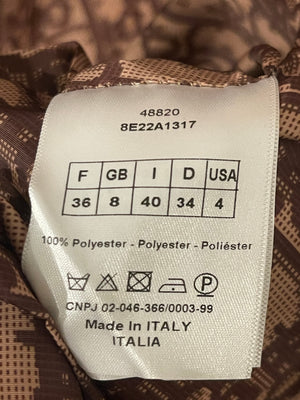 48820
8E22A1317
F GB I D USA
36 8 40 34 4
100% Polyester - Polyester - Poliéster
CNPJ 02-046-366/0003-99
Made In ITALY
ITALIA